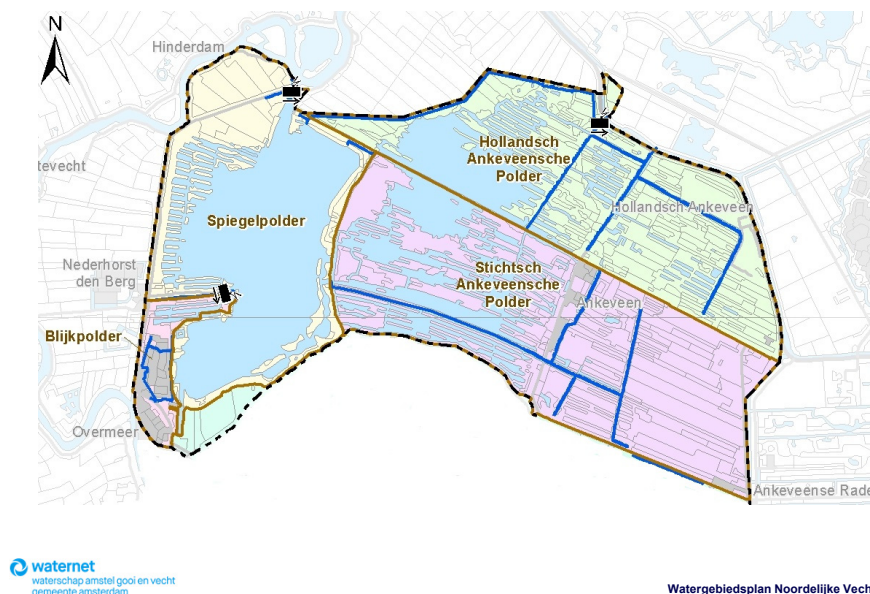 N
Hinderdam
Hollandsch
Ankeveensche
Polder
tevecht
Hollandsch Ankeveen
Spiegelpolder
Nederhorst
den Berg
Stichtsch
Ankeveensche
Polder
Ankeveen
Blijkpolder
Overmeer
Ankeveense Rade
waternet
waterschap amstel gooi en vecht
gemeente amsterdam
Watergebiedsplan Noordelijke Vech